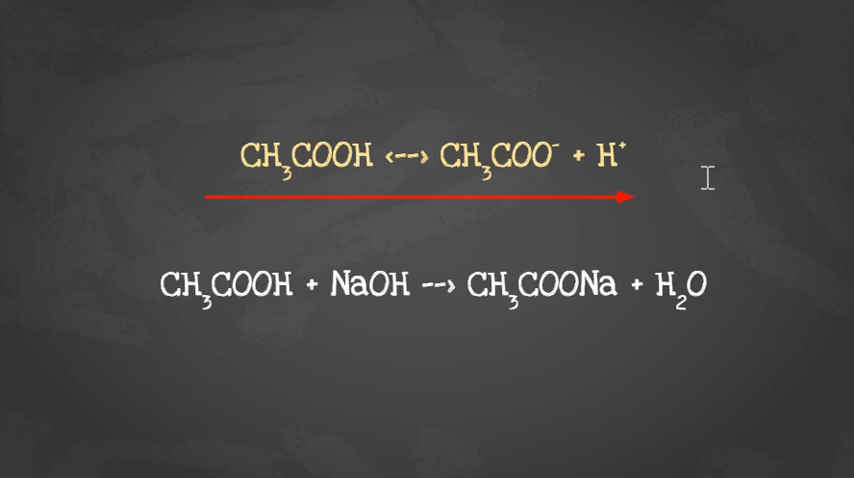 CH₃COOH <--> CH₃COO⁻ + H⁺
CH₃COOH + NaOH --> CH₃COONa + H₂O